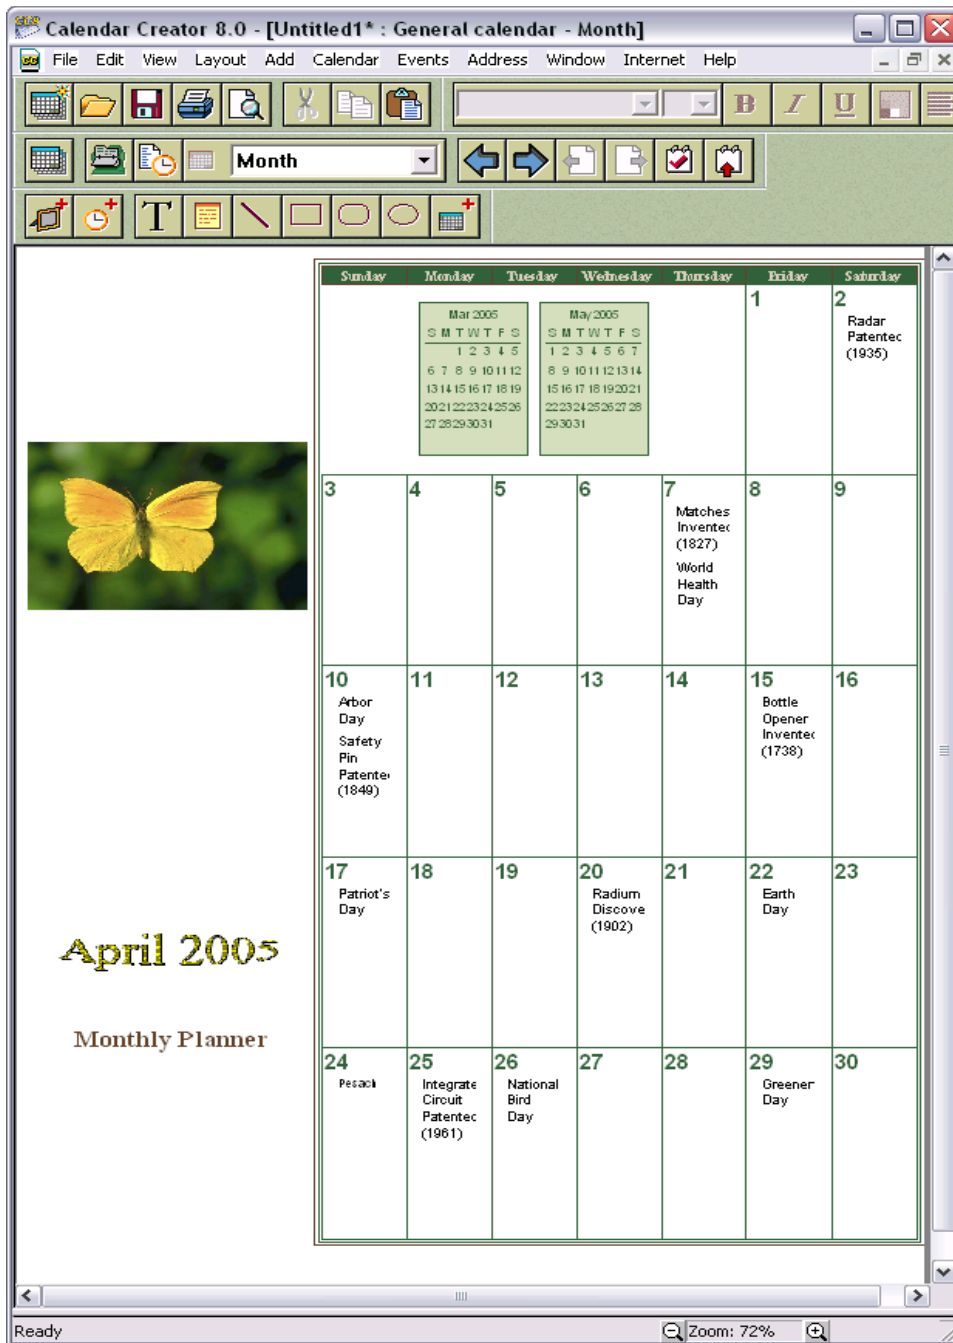 Calendar Creator 8.0 - [Untitled1* : General calendar - Month]
File Edit View Layout Add Calendar Events Address Window Internet Help
B I U
Month
T
Sunday Monday Tuesday Wednesday Thursday Friday Saturday
Mar 2005
S M T W T F S
1 2 3 4 5
6 7 8 9 10 11 12
13 14 15 16 17 18 19
20 21 22 23 24 25 26
27 28 29 30 31
May 2005
S M T W T F S
1 2 3 4 5 6 7
8 9 10 11 12 13 14
15 16 17 18 19 20 21
22 23 24 25 26 27 28
29 30 31
1
2
Radar
Patentec
(1935)
3
4
5
6
7
Matches
Inventec
(1827)
World
Health
Day
8
9
10
Arbor
Day
Safety
Pin
Patente
(1849)
11
12
13
14
15
Bottle
Opener
Inventec
(1738)
16
17
Patriot's
Day
18
19
20
Radium
Discove
(1902)
21
22
Earth
Day
23
24
Pesach
25
Integrate
Circuit
Patentec
(1961)
26
National
Bird
Day
27
28
29
Greener
Day
30
April 2005
Monthly Planner
Ready
Zoom: 72%